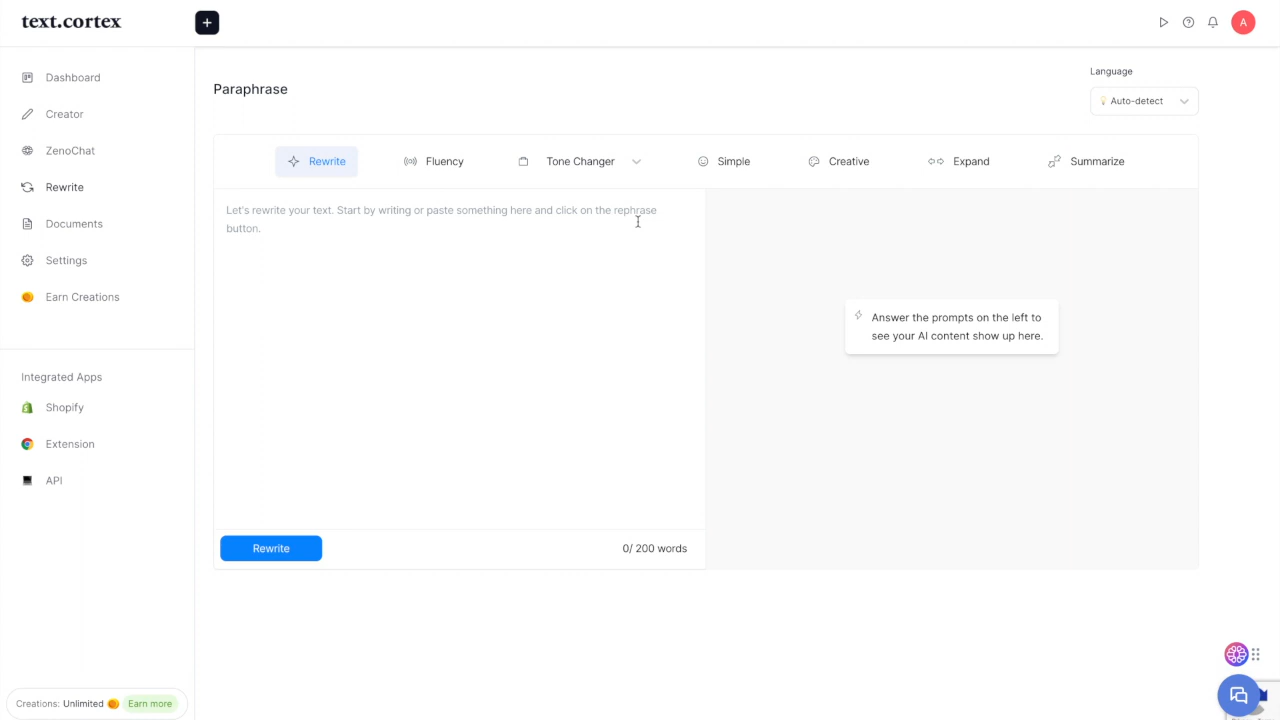 text.cortex
+
A
Dashboard
Creator
ZenoChat
Rewrite
Documents
Settings
Earn Creations
Integrated Apps
Shopify
Extension
API
Creations: Unlimited
Earn more
Paraphrase
Language
Auto-detect
Rewrite
Fluency
Tone Changer
Simple
Creative
Expand
Summarize
Let's rewrite your text. Start by writing or paste something here and click on the rephrase
button.
Answer the prompts on the left to
see your AI content show up here.
Rewrite
0/ 200 words